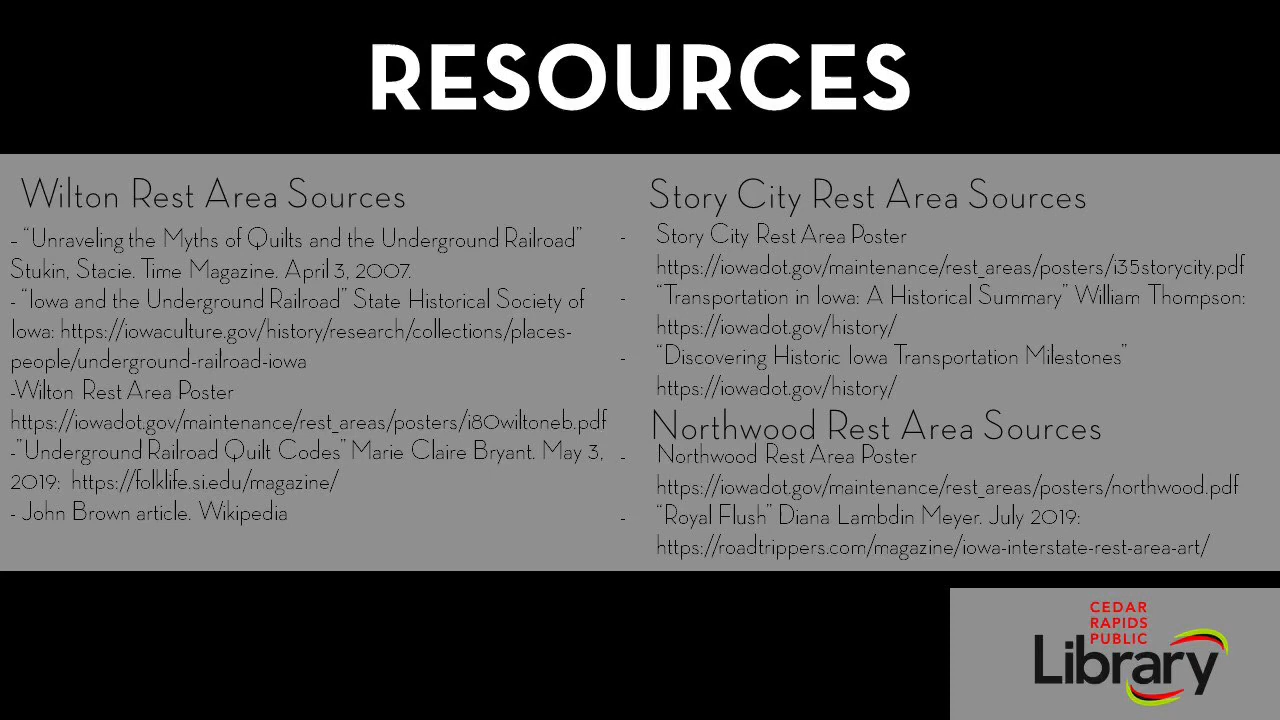 RESOURCES
Wilton Rest Area Sources
- “Unraveling the Myths of Quilts and the Underground Railroad”
Stukin, Stacie. Time Magazine. April 3, 2007.
- “Iowa and the Underground Railroad” State Historical Society of
Iowa: https://iowaculture.gov/history/research/collections/places-
people/underground-railroad-iowa
-Wilton Rest Area Poster
https://iowadot.gov/maintenance/rest_areas/posters/i80wiltoneb.pdf
-”Underground Railroad Quilt Codes” Marie Claire Bryant. May 3,
2019: https://folklife.si.edu/magazine/
- John Brown article. Wikipedia
Story City Rest Area Sources
- Story City Rest Area Poster
https://iowadot.gov/maintenance/rest_areas/posters/i35storycity.pdf
- “Transportation in Iowa: A Historical Summary” William Thompson:
https://iowadot.gov/history/
- “Discovering Historic Iowa Transportation Milestones”
https://iowadot.gov/history/
Northwood Rest Area Sources
- Northwood Rest Area Poster
https://iowadot.gov/maintenance/rest_areas/posters/northwood.pdf
- “Royal Flush” Diana Lambdin Meyer. July 2019:
https://roadtrippers.com/magazine/iowa-interstate-rest-area-art/
CEDAR
RAPIDS
PUBLIC
Library